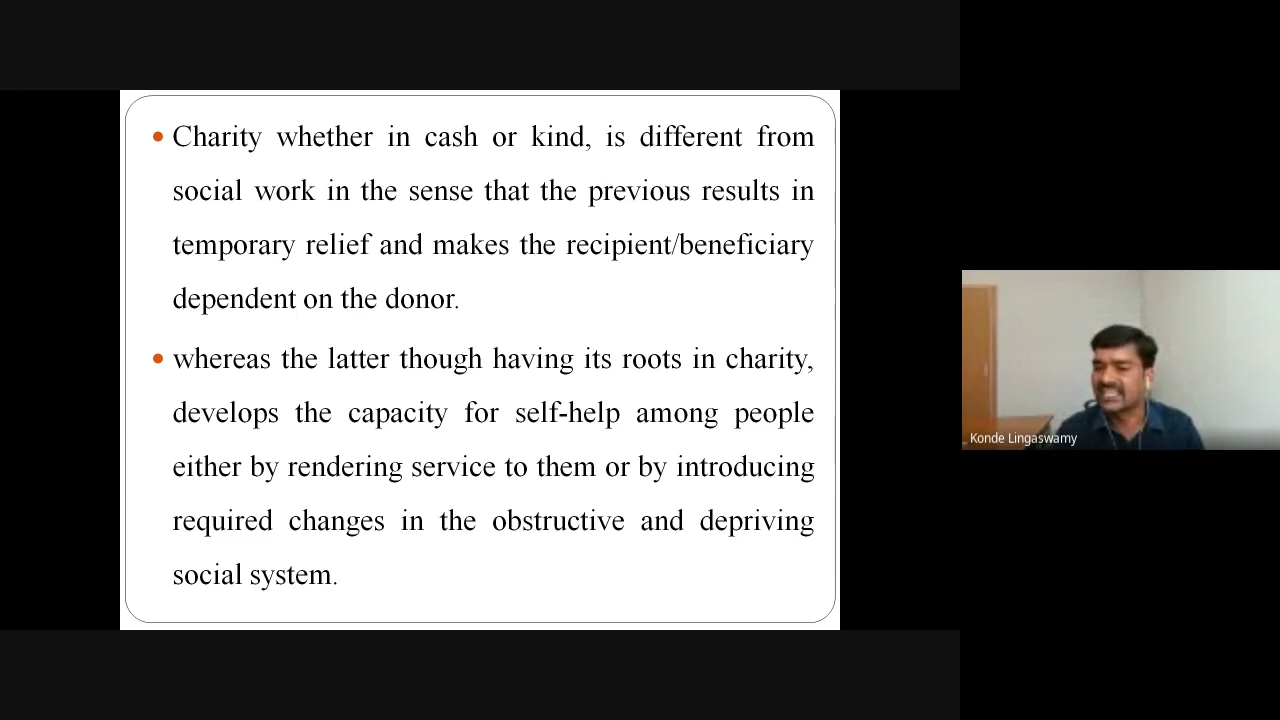 • Charity whether in cash or kind, is different from
social work in the sense that the previous results in
temporary relief and makes the recipient/beneficiary
dependent on the donor.
• whereas the latter though having its roots in charity,
develops the capacity for self-help among people
either by rendering service to them or by introducing
required changes in the obstructive and depriving
social system.
Konde Lingaswamy